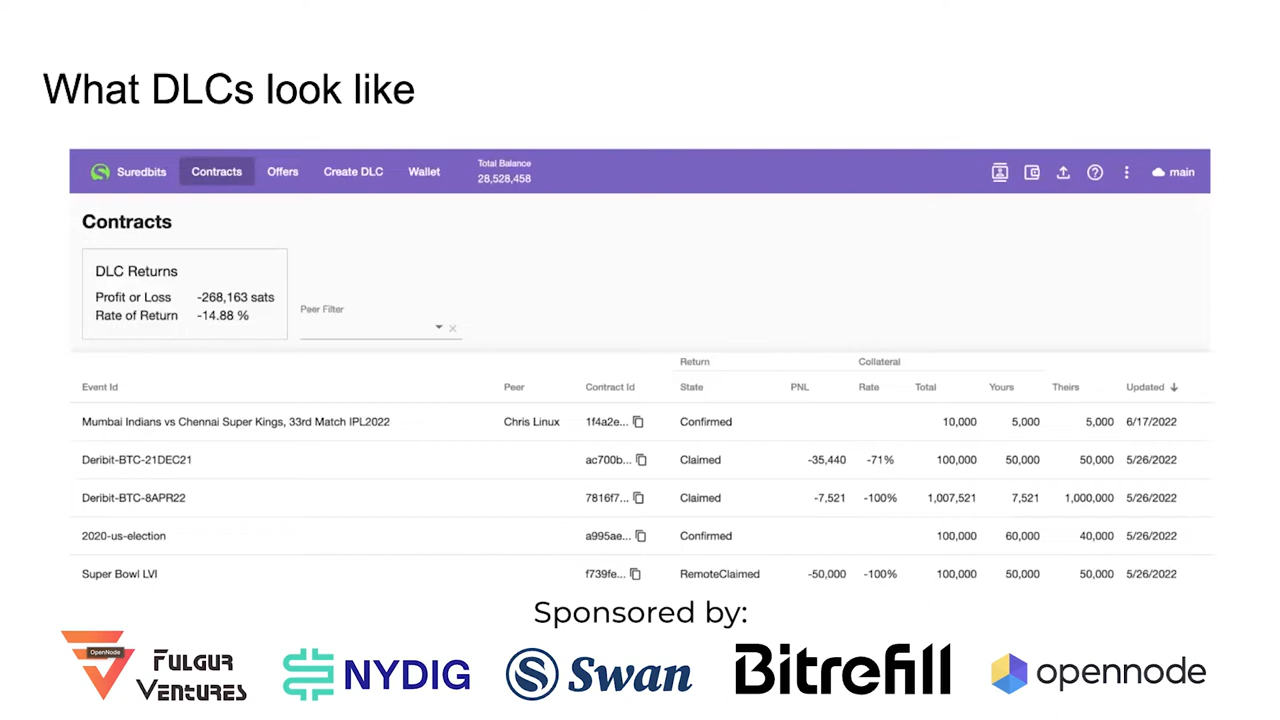 What DLCs look like
Suredbits Contracts Offers Create DLC Wallet Total Balance 28,528,458 main
Contracts
DLC Returns
Profit or Loss -268,163 sats
Rate of Return -14.88 %
Peer Filter
Return Collateral
Event Id Peer Contract Id State PNL Rate Total Yours Theirs Updated
Mumbai Indians vs Chennai Super Kings, 33rd Match IPL2022 Chris Linux 1f4a2e... Confirmed 10,000 5,000 5,000 6/17/2022
Deribit-BTC-21DEC21 ac700b... Claimed -35,440 -71% 100,000 50,000 50,000 5/26/2022
Deribit-BTC-8APR22 7816f7... Claimed -7,521 -100% 1,007,521 7,521 1,000,000 5/26/2022
2020-us-election a995ae... Confirmed 100,000 60,000 40,000 5/26/2022
Super Bowl LVI f739fe... RemoteClaimed -50,000 -100% 100,000 50,000 50,000 5/26/2022
Sponsored by:
OpenNode
Fulgur Ventures NYDIG Swan Bitrefill opennode